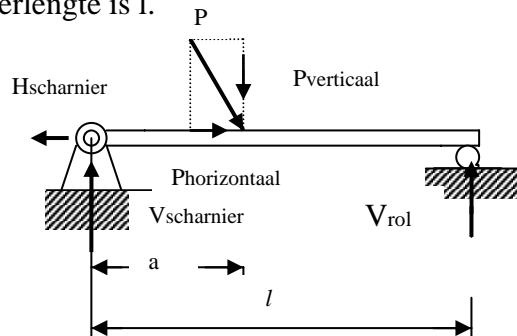 erlengte is l.
P
Pverticaal
Hscharnier
Phorizontaal
Vscharnier
Vrol
a
l